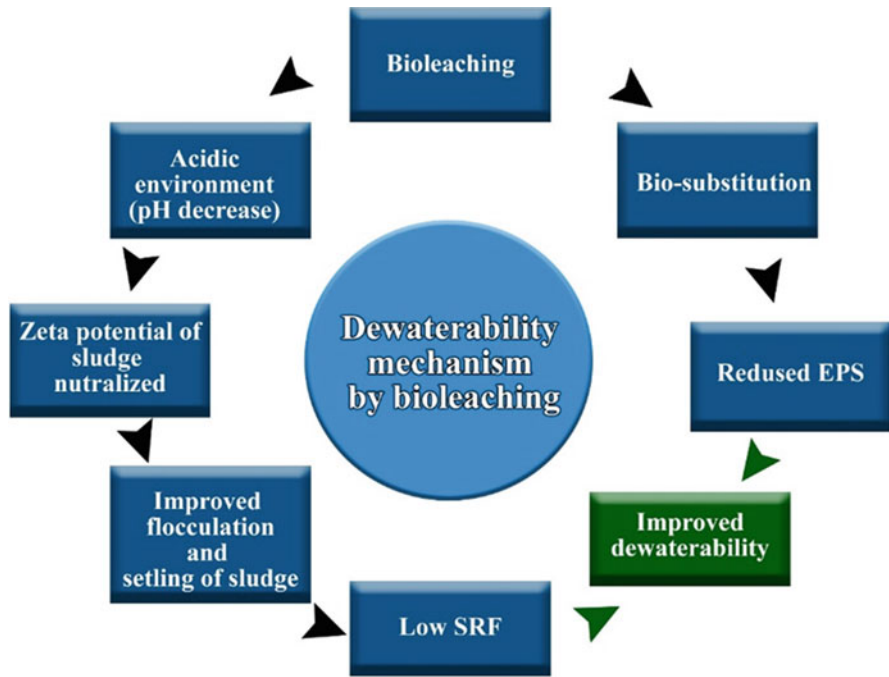 Bioleaching
Acidic
environment
(pH decrease)
Bio-substitution
Zeta potential of
sludge
nutralized
Dewaterability
mechanism
by bioleaching
Redused EPS
Improved
flocculation
and
setling of sludge
Improved
dewaterability
Low SRF